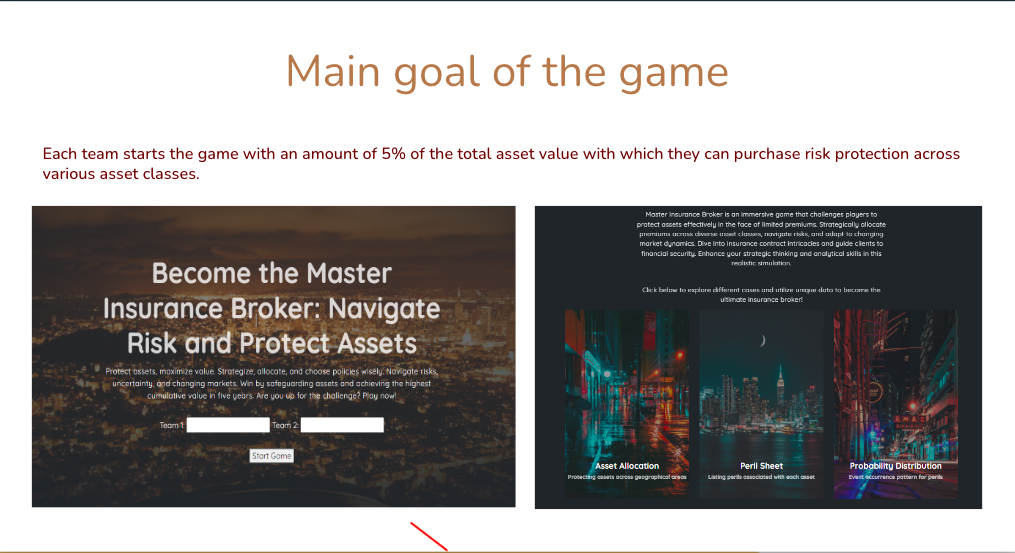 Main goal of the game
Each team starts the game with an amount of 5% of the total asset value with which they can purchase risk protection across
various asset classes.
Become the Master
Insurance Broker: Navigate
Risk and Protect Assets
Protect assets, maximize value. Strategize, allocate, and choose policies wisely. Navigate risks,
uncertainty, and changing markets. Win by safeguarding assets and achieving the highest
cumulative value in five years. Are you up for the challenge? Play now!
Team 1: Team 2:
Start Game
Master Insurance Broker is an immersive game that challenges players to
protect assets effectively in the face of limited premiums. Strategically allocate
premiums across diverse asset classes, navigate risks, and adapt to changing
market dynamics. Dive into insurance contract intricacies and guide clients to
financial security. Enhance your strategic thinking and analytical skills in this
realistic simulation.
Click below to explore different cases and utilize unique data to become the
ultimate insurance broker!
Asset Allocation
Protecting assets across geographical areas
Peril Sheet
Listing perils associated with each asset
Probability Distribution
Event occurrence pattern for perils